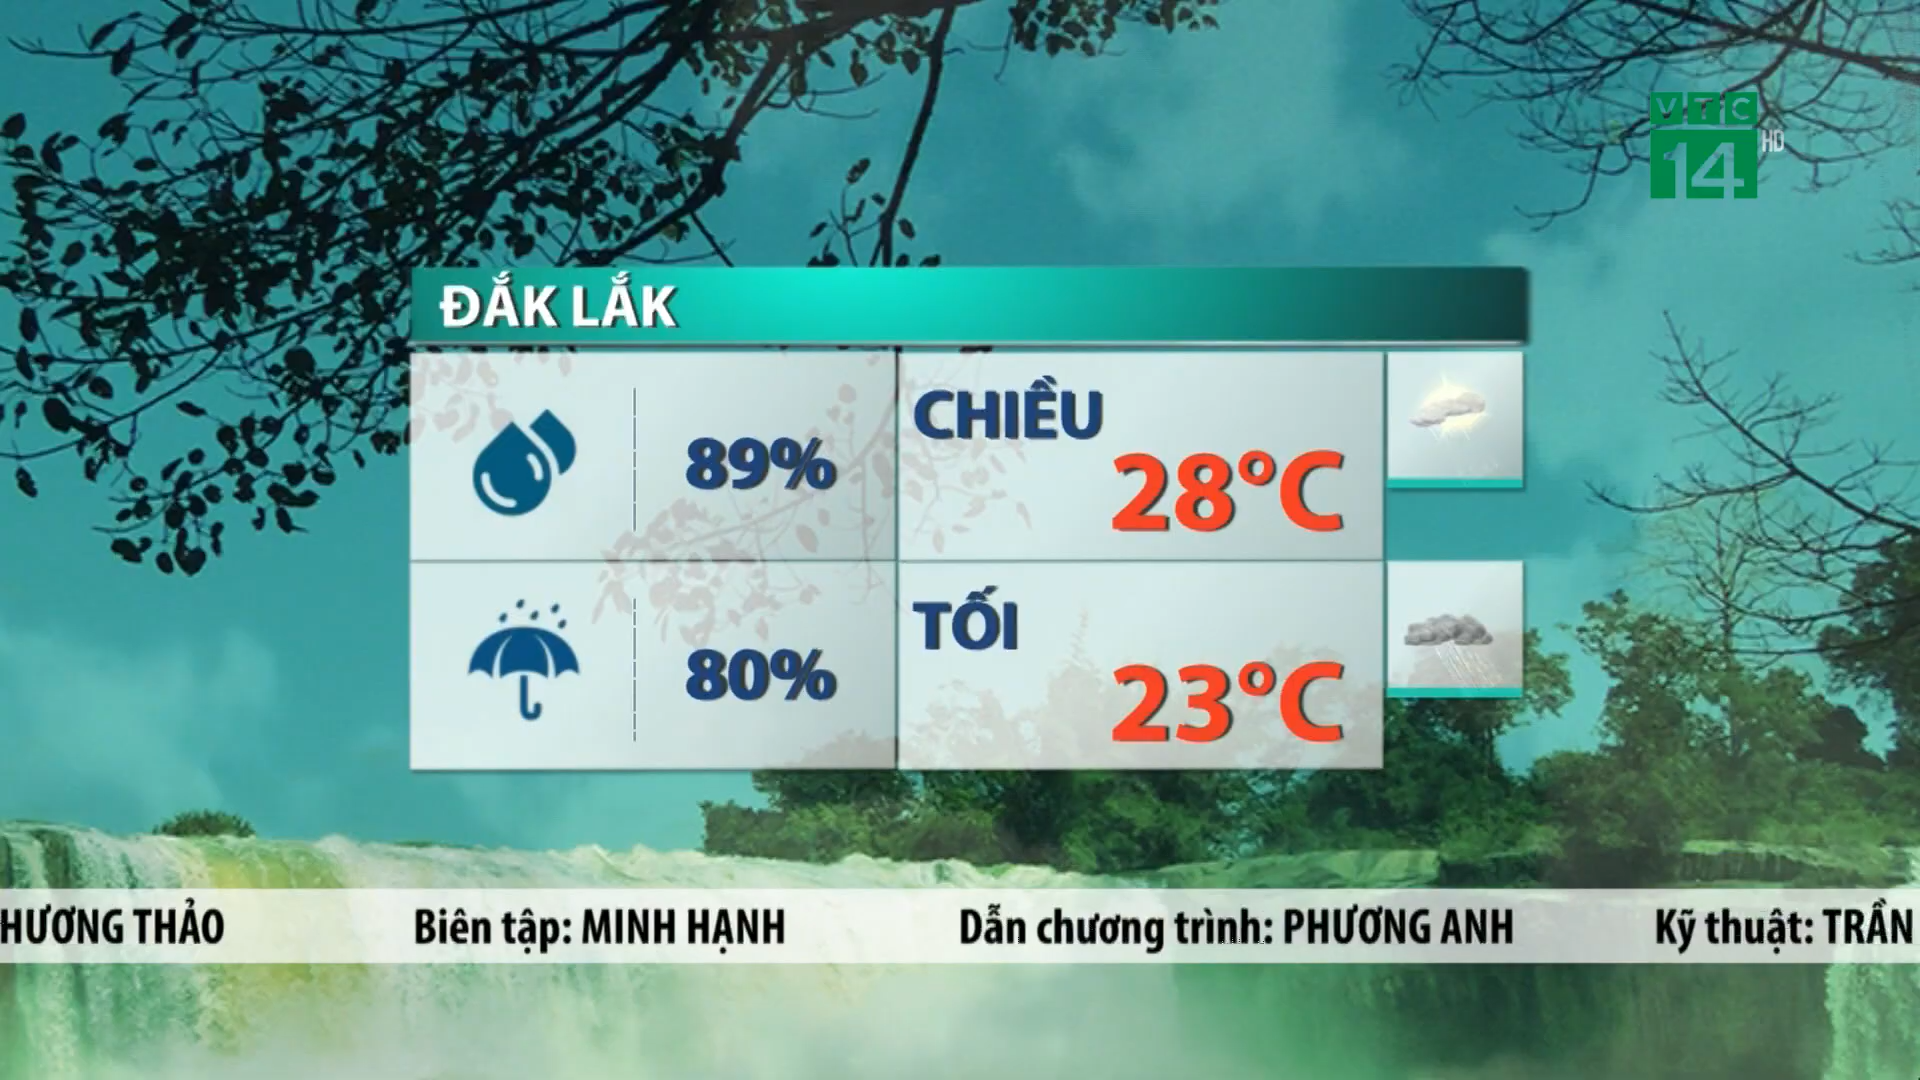 VTC
14 HD
ĐẮK LẮK
89%
CHIỀU
28°C
80%
TỐI
23°C
HƯƠNG THẢO Biên tập: MINH HẠNH Dẫn chương trình: PHƯƠNG ANH Kỹ thuật: TRẦN